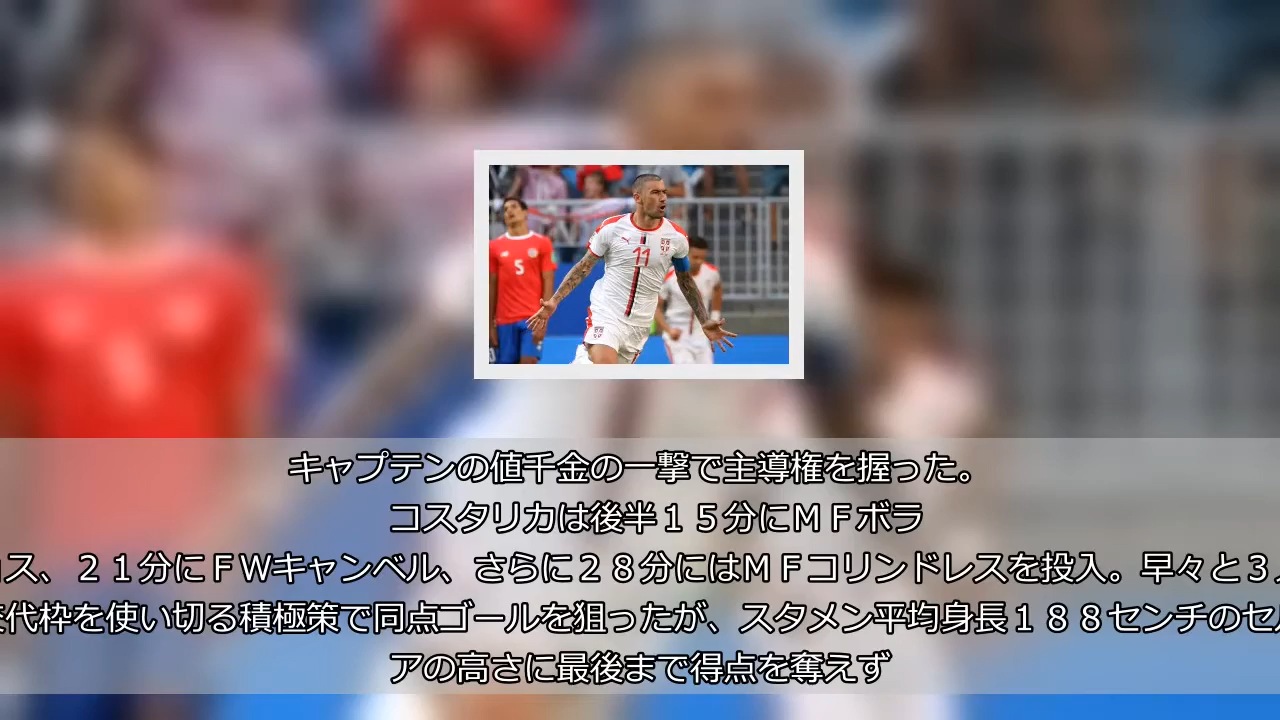 5
11
キャプテンの値千金の一撃で主導権を握った。
コスタリカは後半１５分にＭＦボラ
ス、２１分にＦＷキャンベル、さらに２８分にはＭＦコリンドレスを投入。早々と３
代枠を使い切る積極策で同点ゴールを狙ったが、スタメン平均身長１８８センチのセ
アの高さに最後まで得点を奪えず